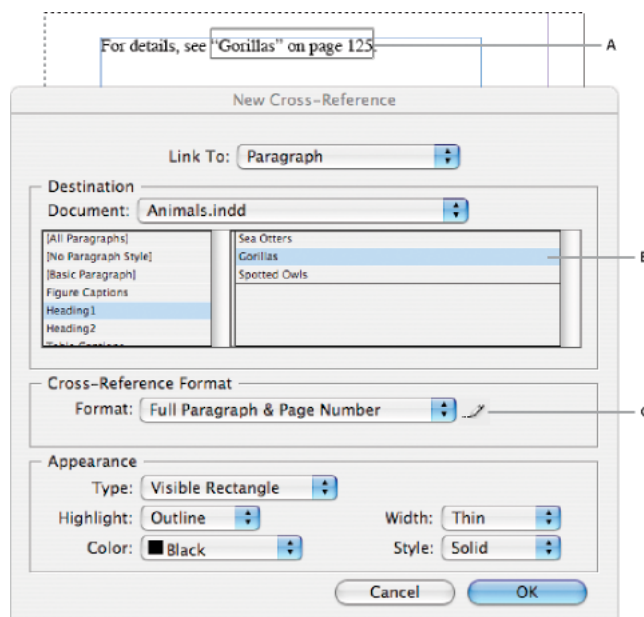 For details, see “Gorillas” on page 125.
A
New Cross-Reference
Link To: Paragraph
Destination
Document: Animals.indd
[All Paragraphs]
[No Paragraph Style]
[Basic Paragraph]
Figure Captions
Heading1
Heading2
Table Captions
Sea Otters
Gorillas
Spotted Owls
B
Cross-Reference Format
Format: Full Paragraph & Page Number
C
Appearance
Type: Visible Rectangle
Highlight: Outline
Width: Thin
Color: Black
Style: Solid
Cancel
OK